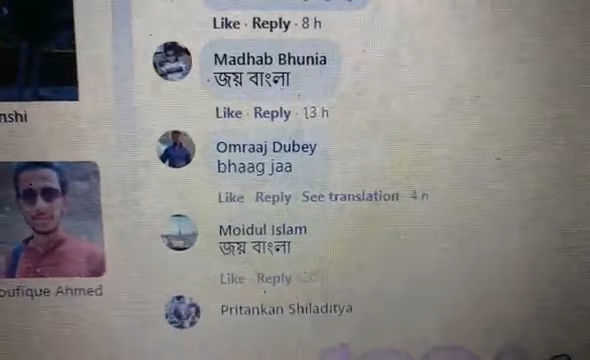 Like · Reply · 8 h
Madhab Bhunia
জয় বাংলা
Like · Reply · 13 h
nshi
Omraaj Dubey
bhaag jaa
Like Reply See translation 4 h
Moidul Islam
জয় বাংলা
Like Reply
oufique Ahmed
Pritankan Shiladitya